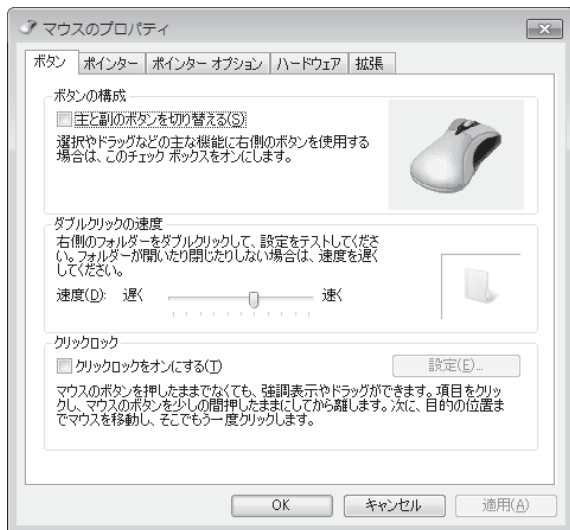 マウスのプロパティ
ボタン ポインター ポインター オプション ハードウェア 拡張
ボタンの構成
主と副のボタンを切り替える(S)
選択やドラッグなどの主な機能に右側のボタンを使用する
場合は、このチェック ボックスをオンにします。
ダブルクリックの速度
右側のフォルダーをダブルクリックして、設定をテストしてくださ
い。フォルダーが開いたり閉じたりしない場合は、速度を遅く
してください。
速度(D): 遅く 速く
クリックロック
クリックロックをオンにする(T) 設定(E)...
マウスのボタンを押したままでなくても、強調表示やドラッグができます。項目をクリッ
クし、マウスのボタンを少しの間押したままにしてから離します。次に、目的の位置ま
でマウスを移動し、そこでもう一度クリックします。
OK キャンセル 適用(A)